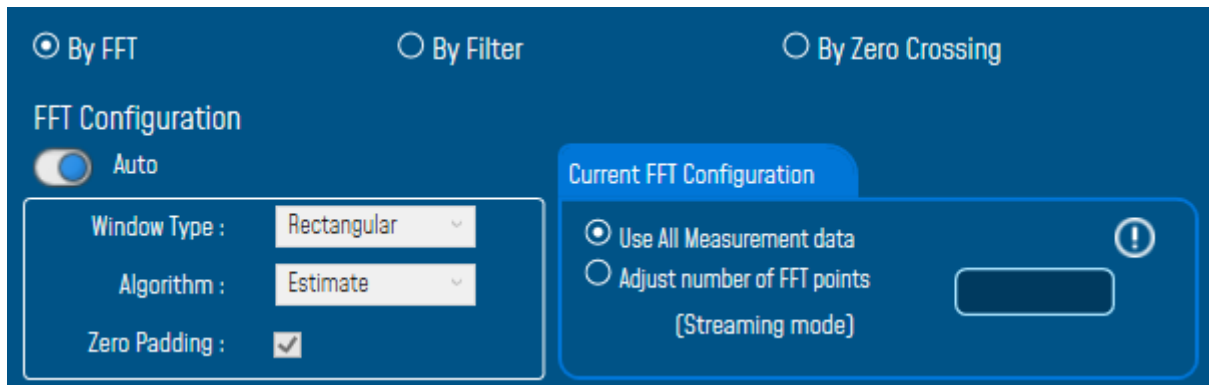 By FFT
By Filter
By Zero Crossing
FFT Configuration
Auto
Window Type : Rectangular
Algorithm : Estimate
Zero Padding :
Current FFT Configuration
Use All Measurement data
Adjust number of FFT points
(Streaming mode)